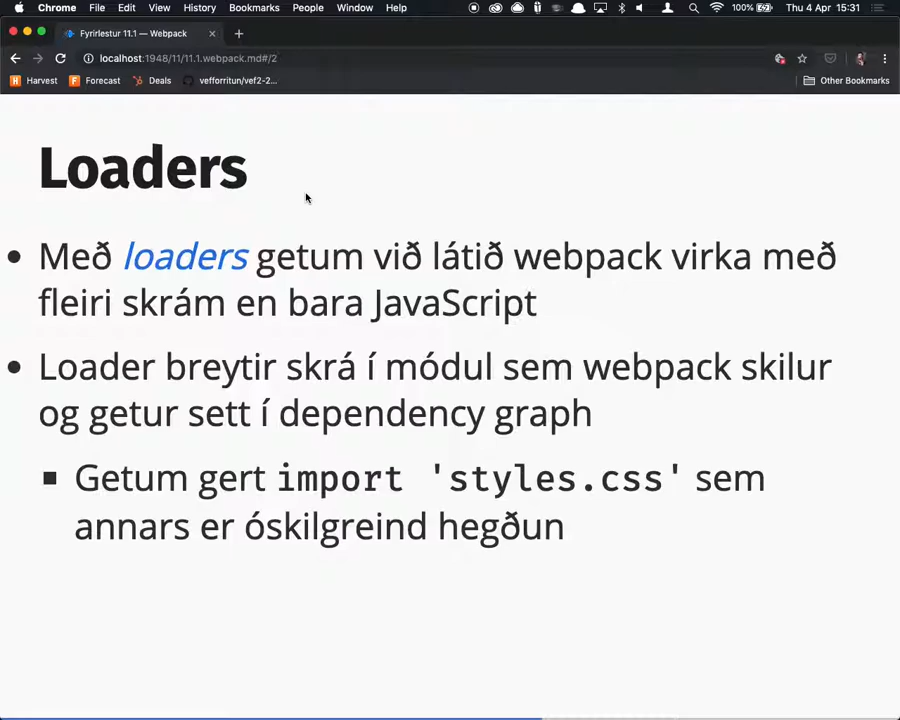 Chrome File Edit View History Bookmarks People Window Help 100% Thu 4 Apr 15:31
Fyrirlestur 11.1 — Webpack
localhost:1948/11/11.1.webpack.md#/2
Harvest Forecast Deals vefforritun/vef2-2... Other Bookmarks
Loaders
Með loaders getum við látið webpack virka með
fleiri skrám en bara JavaScript
Loader breytir skrá í módul sem webpack skilur
og getur sett í dependency graph
Getum gert import 'styles.css' sem
annars er óskilgreind hegðun